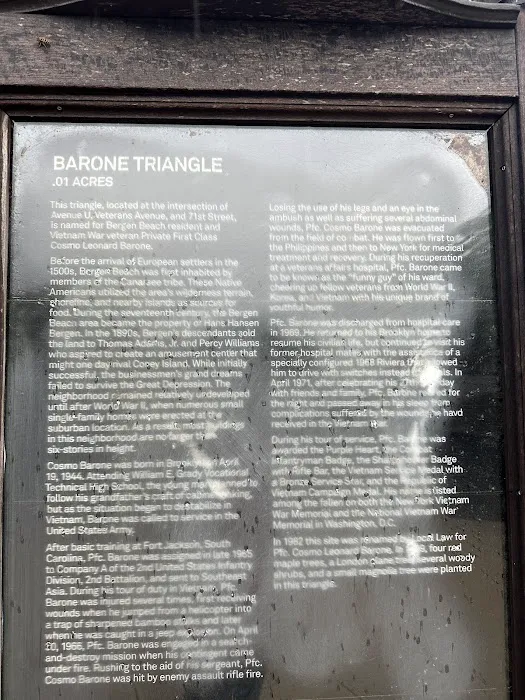 BARONE TRIANGLE
.01 ACRES
This triangle, located at the intersection of
Avenue U, Veterans Avenue, and 71st Street,
is named for Bergen Beach resident and
Vietnam War veteran Private First Class
Cosmo Leonard Barone.
Before the arrival of European settlers in the
1500s, Bergen Beach was first inhabited by
members of the Canarsee tribe. These Native
Americans utilized the area's wilderness terrain,
shoreline, and nearby islands as sources for
food. During the seventeenth century, the Bergen
Beach area became the property of Hans Hansen
Bergen. In the 1890s, Bergen's descendants sold
the land to Thomas Adams, Jr. and Percy Williams
who aspired to create an amusement center that
might one day rival Coney Island. While initially
successful, the businessmen's grand dreams
failed to survive the Great Depression. The
neighborhood remained relatively undeveloped
until after World War II, when numerous small
single-family homes were erected at the
suburban location. As a result, most buildings
in this neighborhood are no
six-stories in height.
Cosmo Barone was born in April
19, 1944. Attending William E. Grady Vocational
Technical High School, the young man planned to
follow his grandfather's craft of cabinet making,
but as the situation began to in
Vietnam, Barone was called to serve in the
United States Army.
After basic training at Fort Jackson, South
Carolina, Pfc. Barone was assigned in late 1965
to Company A of the 2nd United States Infantry
Division, 2nd Battalion, and sent to Southeast
Asia. During his tour of duty in Vietnam, Pfc.
Barone was injured several times, first receiving
wounds when he jumped from a helicopter into
a trap of sharpened bamboo stakes and later
when he was caught in a jeep explosion. On April
10, 1966, Pfc. Barone was engaged in a search-
and-destroy mission when his contingent came
under fire. Rushing to the aid of his sergeant, Pfc.
Cosmo Barone was hit by enemy assault rifle fire.
Losing the use of his legs and an eye in the
ambush as well as suffering several abdominal
wounds, Pfc. Cosmo Barone was evacuated
from the field of combat. He was flown first to
the Philippines and then to New York for medical
treatment and recovery. During his recuperation
at a veterans affairs hospital, Pfc. Barone came
to be known as the "funny guy" of his ward,
cheering up fellow veterans from World War II,
Korea, and Vietnam with his unique brand of
youthful humor.
Pfc. Barone was discharged from hospital care
in 1969. He returned to his Brooklyn home to
resume his civilian life, but continued to visit his
former hospital mates with the assistance of a
specially configured 1968 Riviera that allowed
him to drive with switches instead of pedals. In
April 1971, after celebrating his 27th birthday
with friends and family, Pfc. Barone retired for
the night and passed away in his sleep from
complications suffered by the wounds he had
received in the Vietnam War.
During his tour of service, Pfc. Barone was
awarded the Purple Heart, the Combat
Infantryman Badge, the Sharpshooter Badge
with Rifle Bar, the Vietnam Service Medal with
a Bronze Service Star, and the Republic of
Vietnam Campaign Medal. His name is listed
among the fallen on both the New York Vietnam
War Memorial and the National Vietnam War
Memorial in Washington, D.C.
In 1982 this site was named by Local Law for
Pfc. Cosmo Leonard Barone. In four red
maple trees, a London several woody
shrubs, and a small magnolia tree were planted
in this triangle.